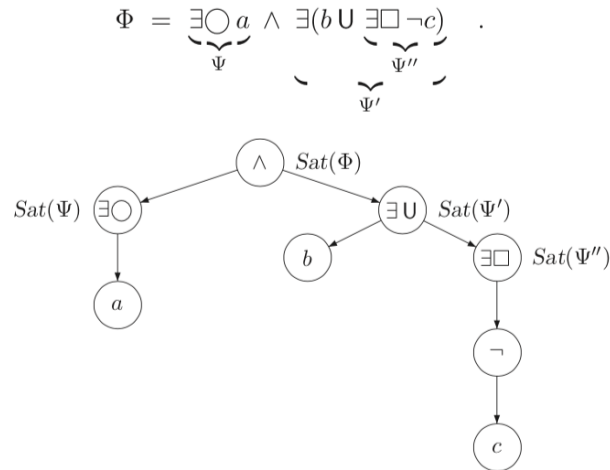 Φ = ∃◯ a ∧ ∃(b U ∃□ ¬c) .
Ψ Ψ′′
Ψ′
∧ Sat(Φ)
Sat(Ψ) ∃◯ ∃ U Sat(Ψ′)
b ∃□ Sat(Ψ′′)
a
¬
c